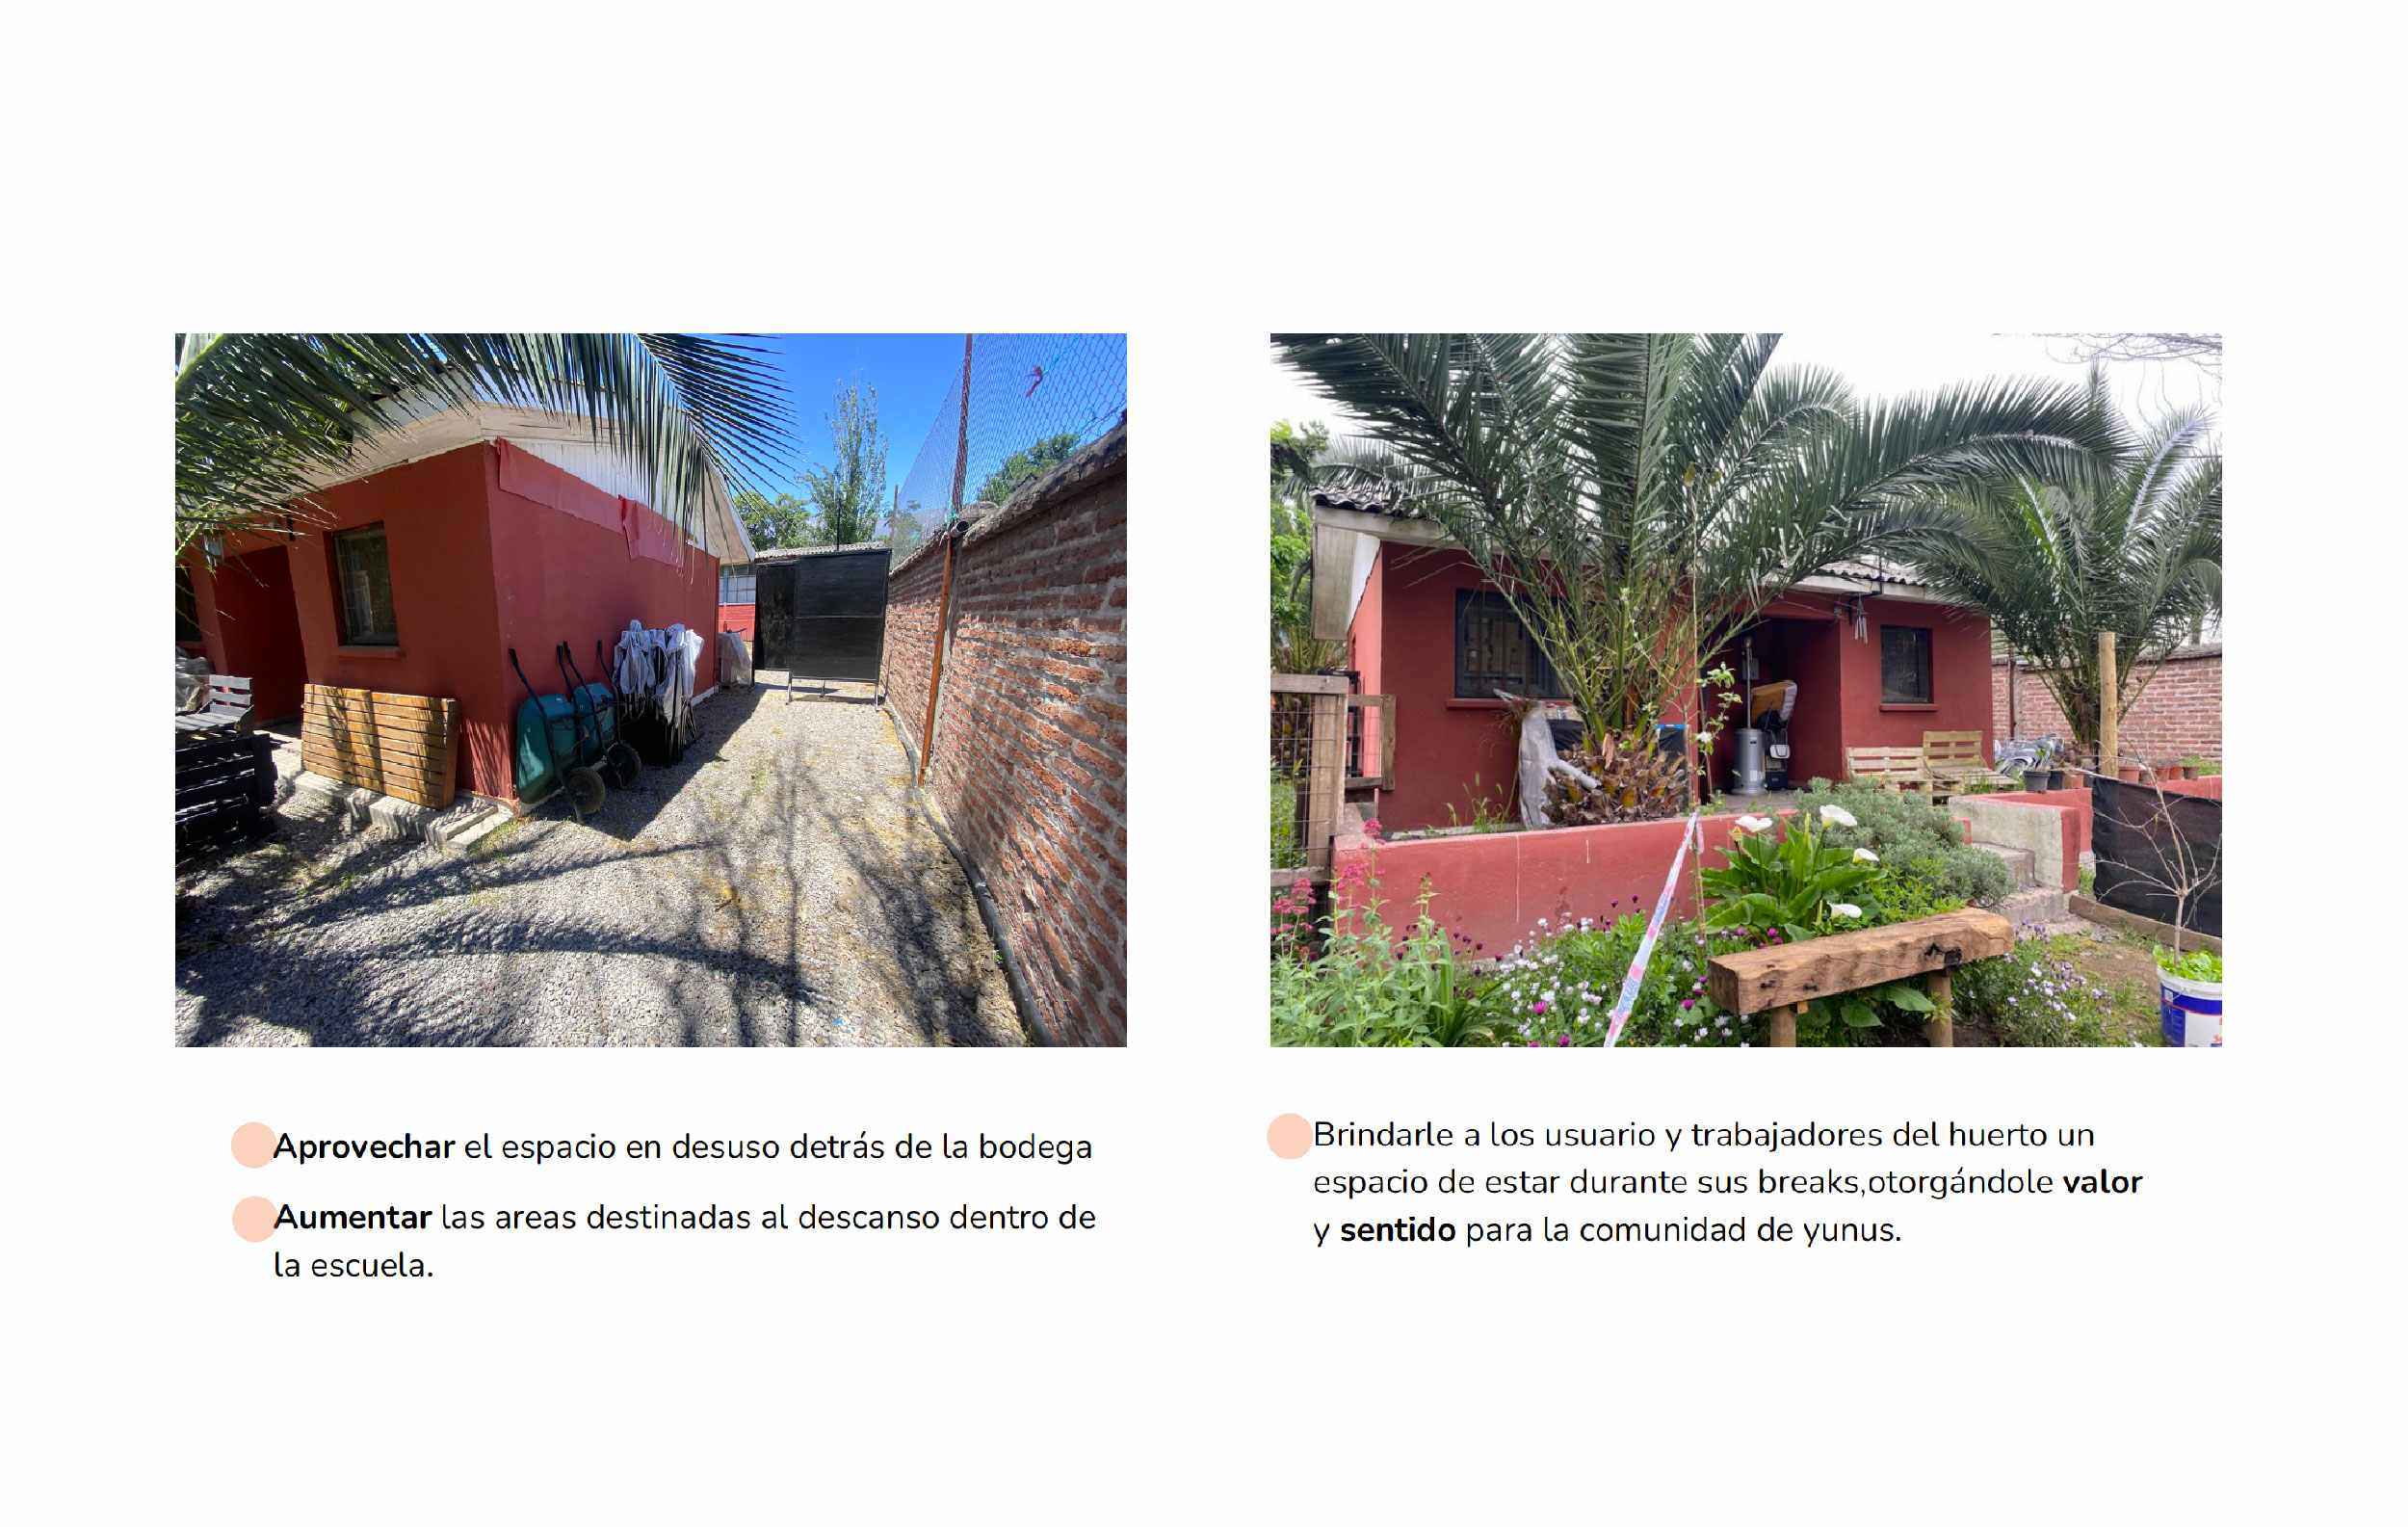 Aprovechar el espacio en desuso detrás de la bodega
Aumentar las areas destinadas al descanso dentro de
la escuela.
Brindarle a los usuario y trabajadores del huerto un
espacio de estar durante sus breaks,otorgándole valor
y sentido para la comunidad de yunus.